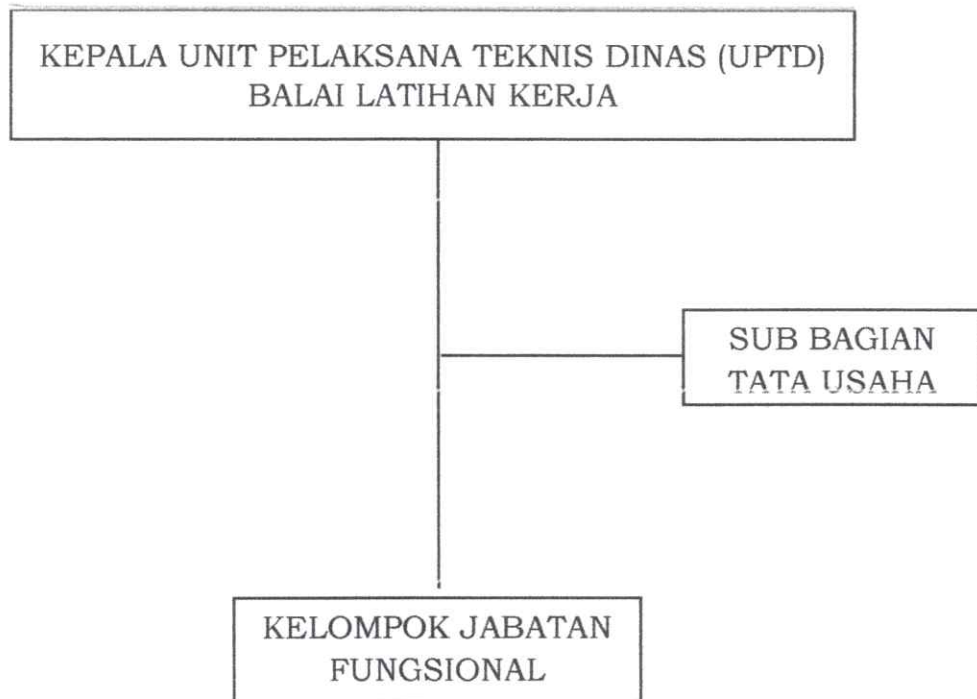 KEPALA UNIT PELAKSANA TEKNIS DINAS (UPTD)
BALAI LATIHAN KERJA
SUB BAGIAN
TATA USAHA
KELOMPOK JABATAN
FUNGSIONAL